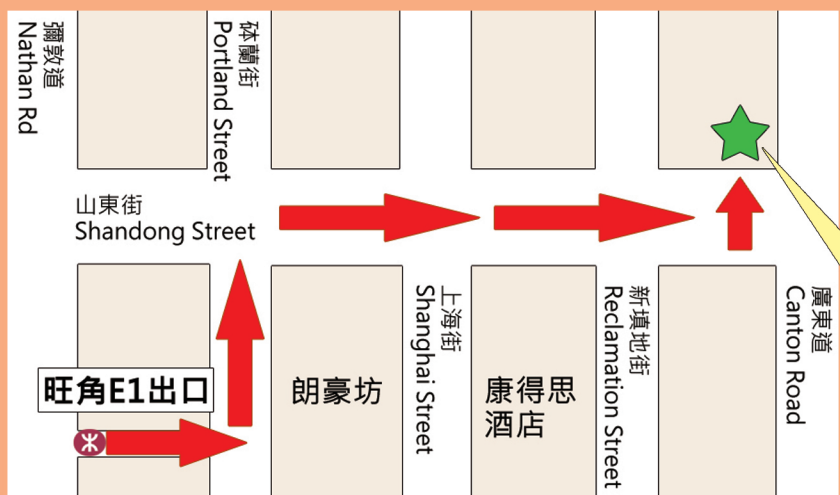 彌敦道
Nathan Rd
砵蘭街
Portland Street
山東街
Shandong Street
上海街
Shanghai Street
新填地街
Reclamation Street
廣東道
Canton Road
旺角E1出口
朗豪坊
康得思
酒店